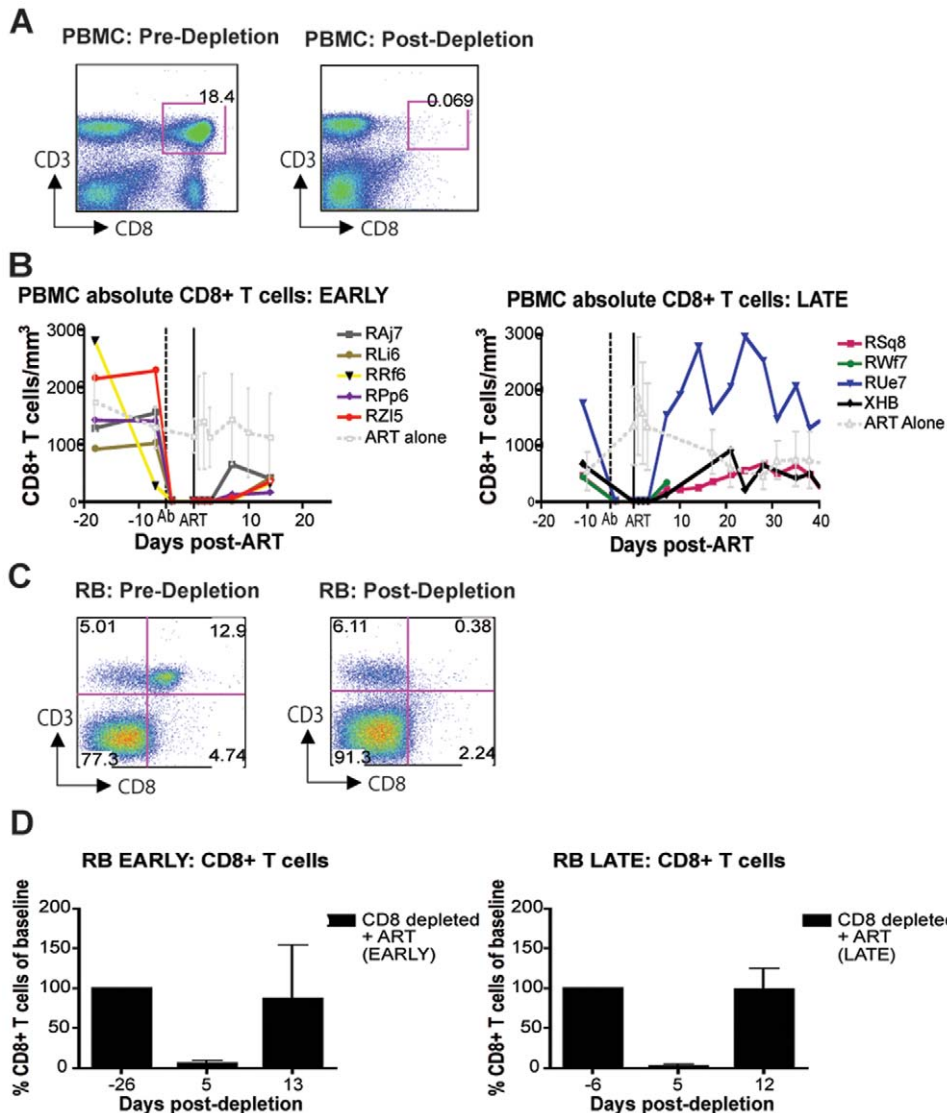 A
PBMC: Pre-Depletion
PBMC: Post-Depletion
18.4
0.069
CD3
CD8
CD3
CD8
B
PBMC absolute CD8+ T cells: EARLY
CD8+ T cells/mm³
3000
2000
1000
0
-20
-10
Ab
ART
10
20
Days post-ART
RAj7
RLi6
RRf6
RPp6
RZI5
ART alone
PBMC absolute CD8+ T cells: LATE
CD8+ T cells/mm³
3000
2000
1000
0
-20
-10
Ab
ART
10
20
30
40
Days post-ART
RSq8
RWf7
RUe7
XHB
ART Alone
C
RB: Pre-Depletion
RB: Post-Depletion
5.01
12.9
77.3
4.74
CD3
CD8
6.11
0.38
91.3
2.24
CD3
CD8
D
RB EARLY: CD8+ T cells
% CD8+ T cells of baseline
200
150
100
50
0
-26
5
13
Days post-depletion
CD8 depleted
+ ART
(EARLY)
RB LATE: CD8+ T cells
% CD8+ T cells of baseline
200
150
100
50
0
-6
5
12
Days post-depletion
CD8 depleted
+ ART
(LATE)